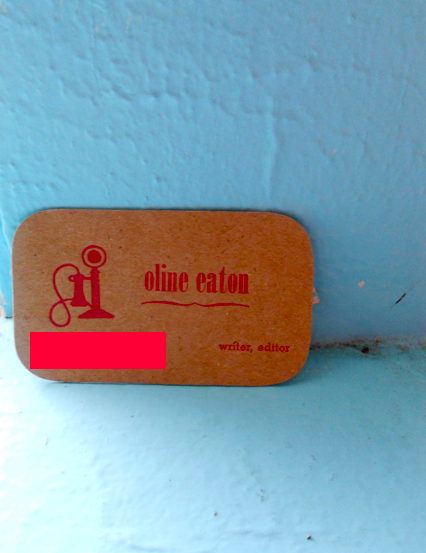 oline eaton
writer, editor